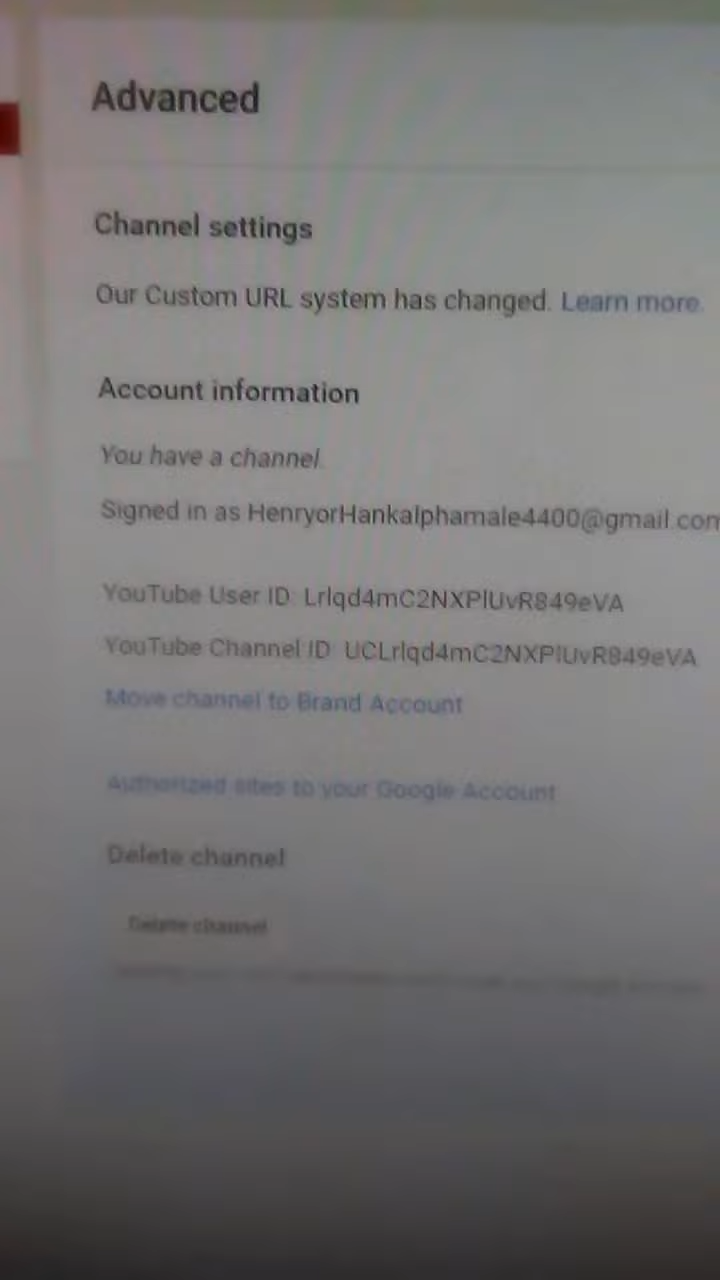 Advanced
Channel settings
Our Custom URL system has changed. Learn more.
Account information
You have a channel.
Signed in as HenryorHankalphamale4400@gmail.com
YouTube User ID: Lrlqd4mC2NXPlUvR849eVA
YouTube Channel ID: UCLrlqd4mC2NXPlUvR849eVA
Move channel to Brand Account
Authorized sites to your Google Account
Delete channel
Delete channel